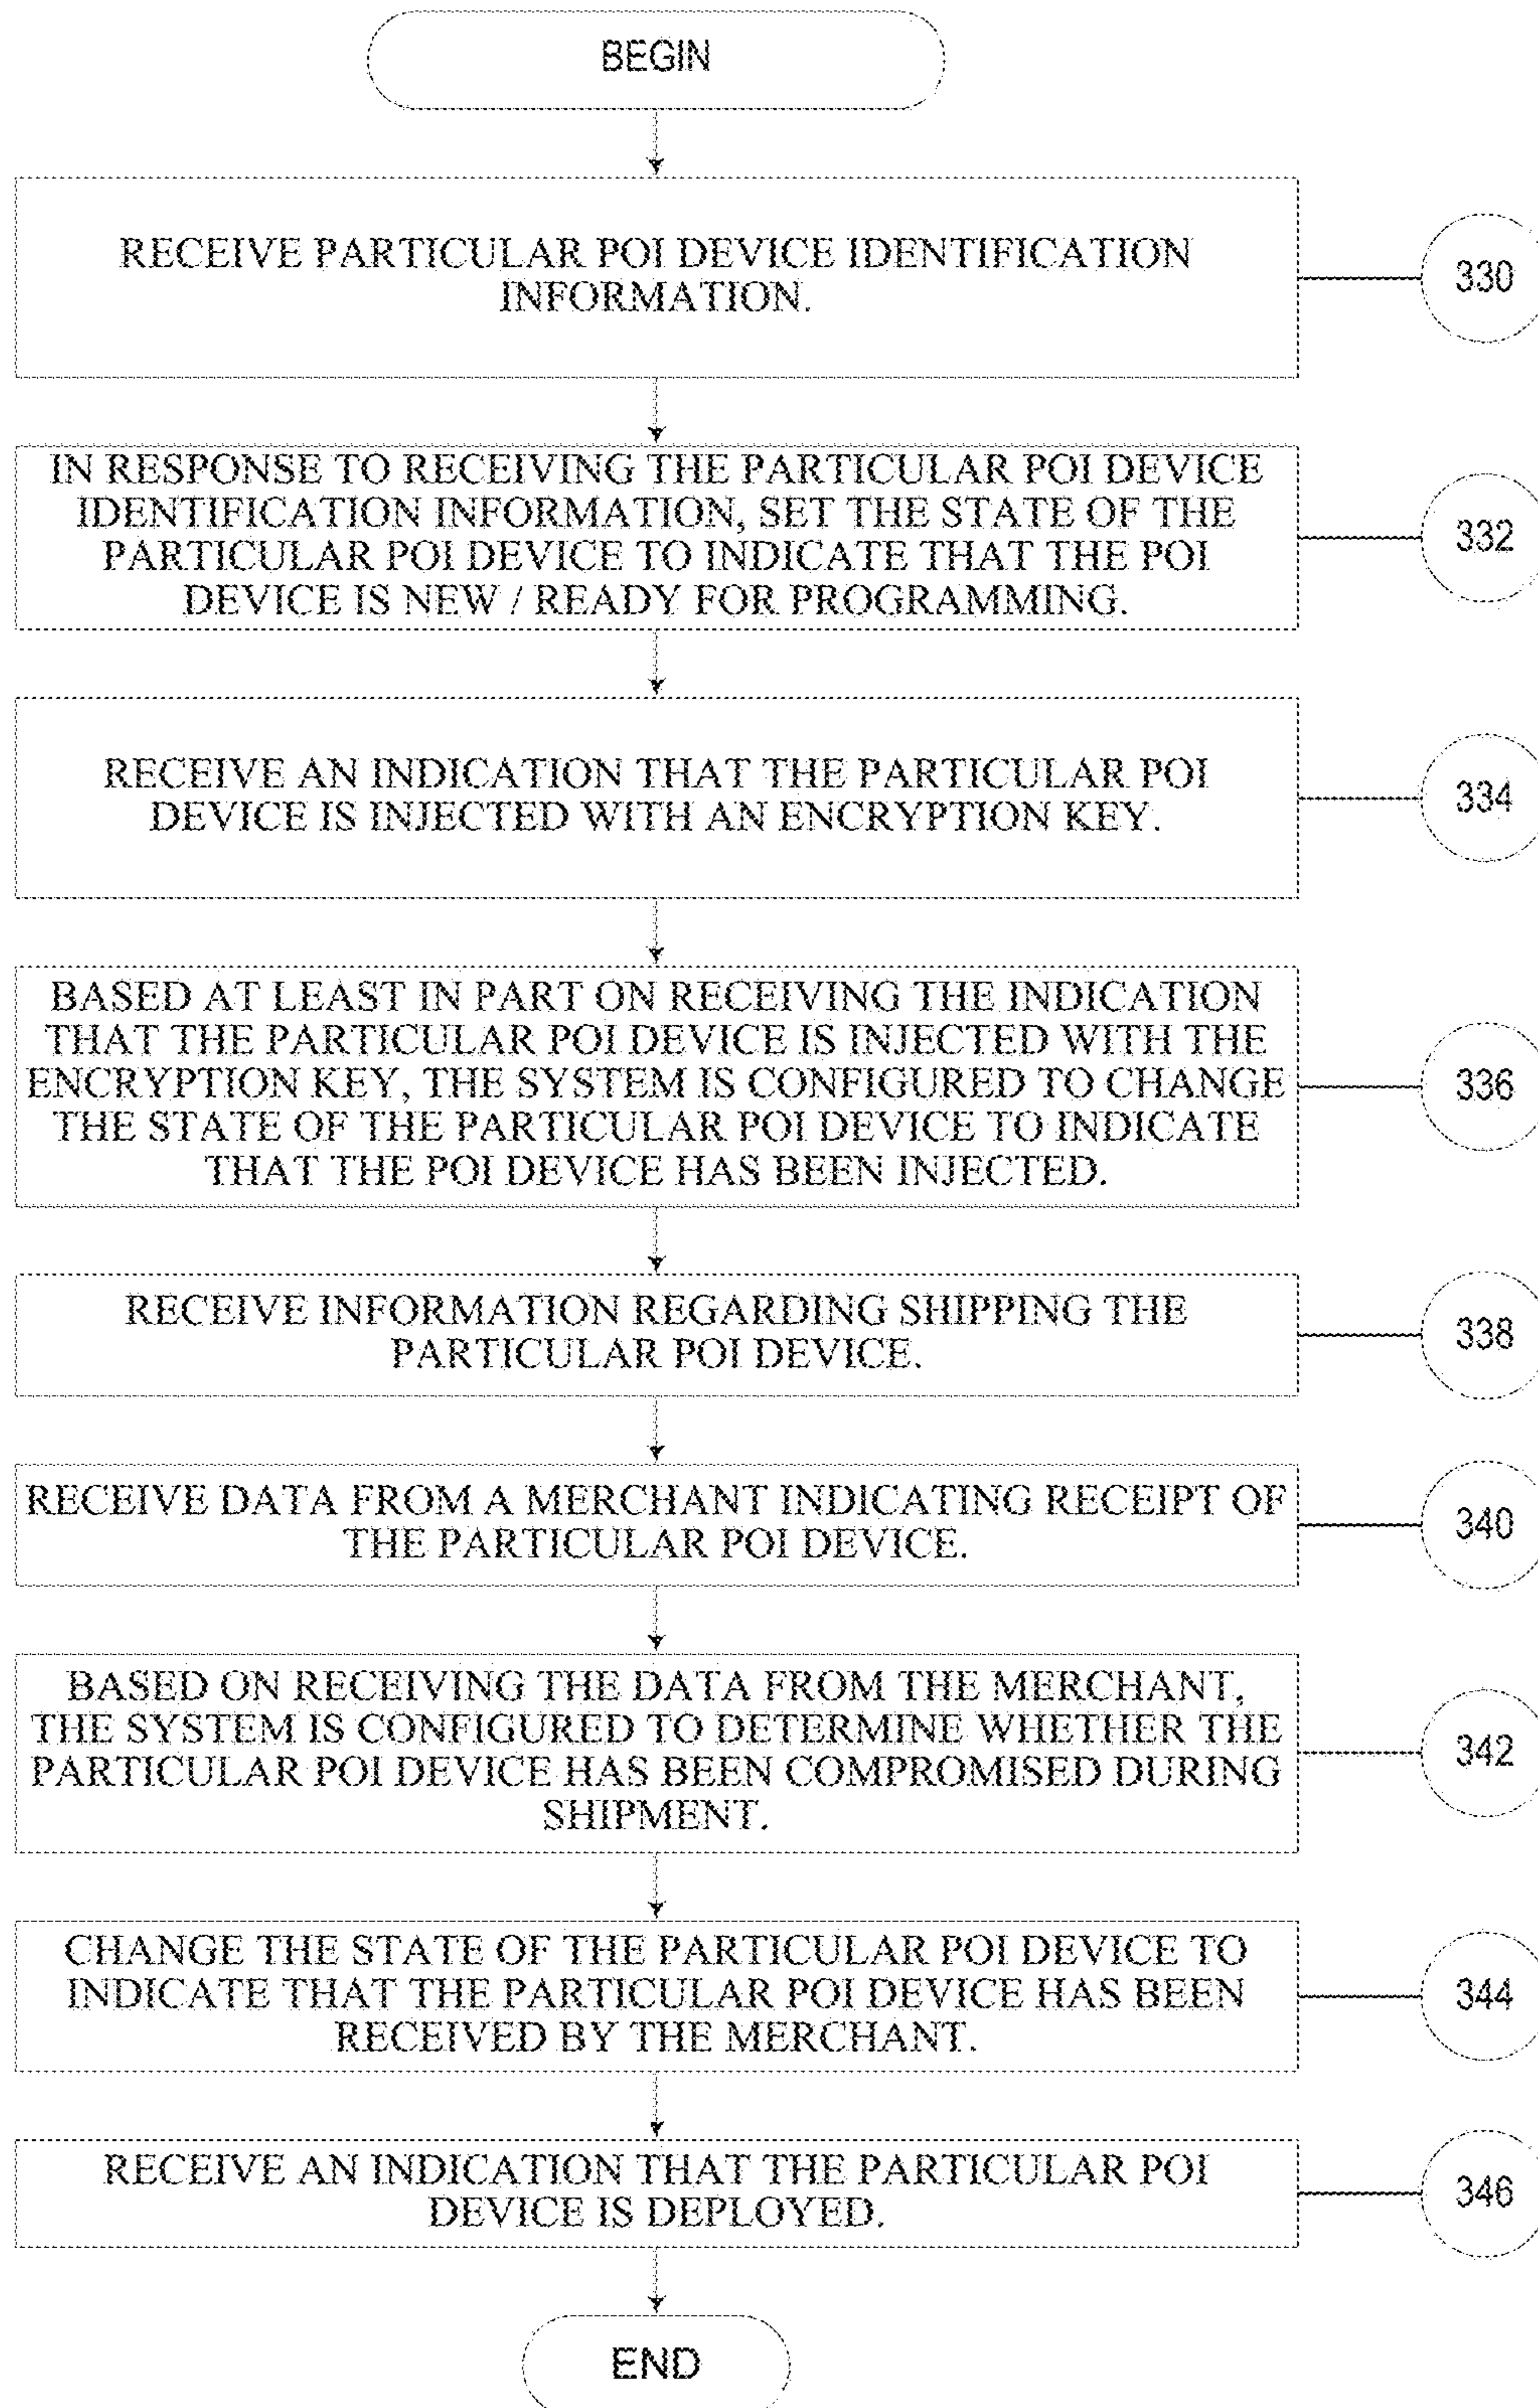 BEGIN
RECEIVE PARTICULAR POI DEVICE IDENTIFICATION
INFORMATION.
330
IN RESPONSE TO RECEIVING THE PARTICULAR POI DEVICE
IDENTIFICATION INFORMATION, SET THE STATE OF THE
PARTICULAR POI DEVICE TO INDICATE THAT THE POI
DEVICE IS NEW / READY FOR PROGRAMMING.
332
RECEIVE AN INDICATION THAT THE PARTICULAR POI
DEVICE IS INJECTED WITH AN ENCRYPTION KEY.
334
BASED AT LEAST IN PART ON RECEIVING THE INDICATION
THAT THE PARTICULAR POI DEVICE IS INJECTED WITH THE
ENCRYPTION KEY, THE SYSTEM IS CONFIGURED TO CHANGE
THE STATE OF THE PARTICULAR POI DEVICE TO INDICATE
THAT THE POI DEVICE HAS BEEN INJECTED.
336
RECEIVE INFORMATION REGARDING SHIPPING THE
PARTICULAR POI DEVICE.
338
RECEIVE DATA FROM A MERCHANT INDICATING RECEIPT OF
THE PARTICULAR POI DEVICE.
340
BASED ON RECEIVING THE DATA FROM THE MERCHANT,
THE SYSTEM IS CONFIGURED TO DETERMINE WHETHER THE
PARTICULAR POI DEVICE HAS BEEN COMPROMISED DURING
SHIPMENT.
342
CHANGE THE STATE OF THE PARTICULAR POI DEVICE TO
INDICATE THAT THE PARTICULAR POI DEVICE HAS BEEN
RECEIVED BY THE MERCHANT.
344
RECEIVE AN INDICATION THAT THE PARTICULAR POI
DEVICE IS DEPLOYED.
346
END